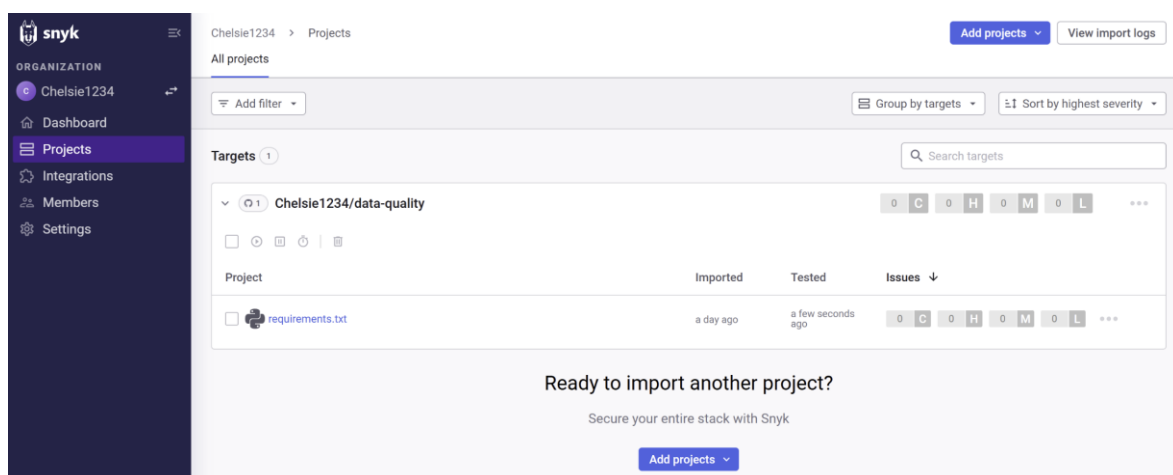 snyk
ORGANIZATION
C Chelsie1234
Dashboard
Projects
Integrations
Members
Settings
Chelsie1234 > Projects
Add projects
View import logs
All projects
Add filter
Group by targets
Sort by highest severity
Targets 1
Search targets
1 Chelsie1234/data-quality
0 C 0 H 0 M 0 L
Project
Imported
Tested
Issues
requirements.txt
a day ago
a few seconds
ago
0 C 0 H 0 M 0 L
Ready to import another project?
Secure your entire stack with Snyk
Add projects